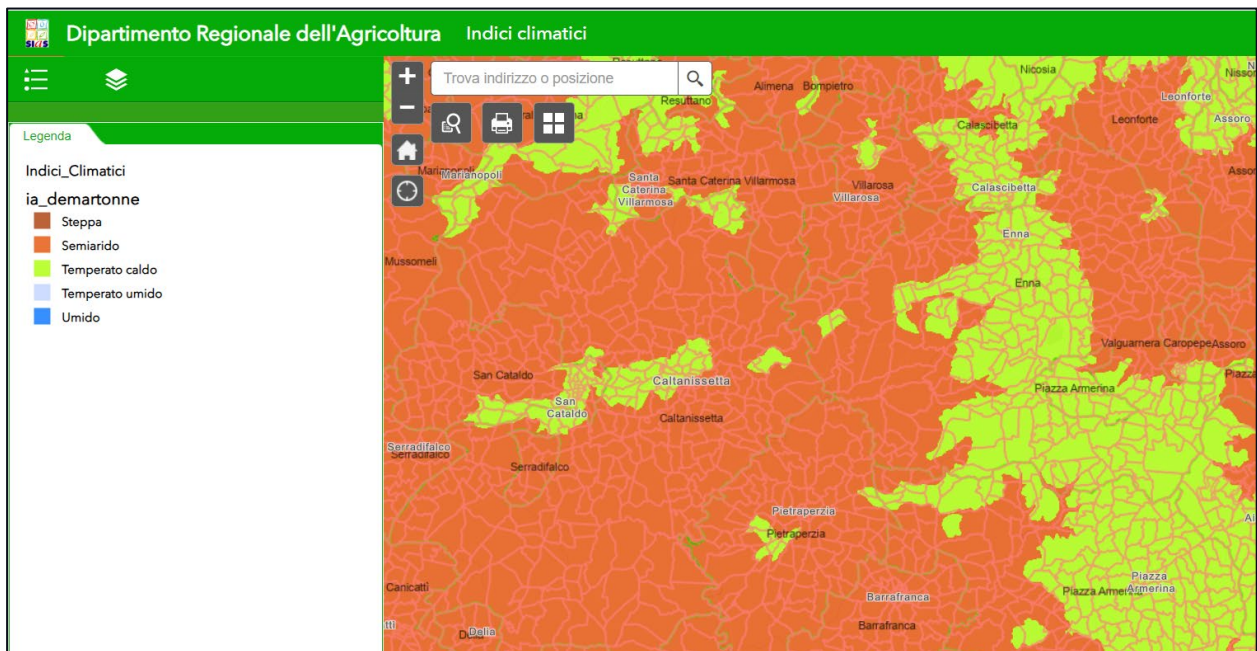 SIAS
Dipartimento Regionale dell'Agricoltura Indici climatici
Legenda
Indici_Climatici
ia_demartonne
Steppa
Semiarido
Temperato caldo
Temperato umido
Umido
+
Trova indirizzo o posizione
−
Resuttano
Alimena Bompietro
Nicosia
Leonforte
Leonforte
Assoro
Calascibetta
Marianopoli
Santa
Caterina
Villarmosa
Santa Caterina Villarmosa
Villarosa
Villarosa
Calascibetta
Enna
Mussomeli
Enna
Valguarnera Caropepe
Assoro
San Cataldo
Caltanissetta
Piazza Armerina
San
Cataldo
Caltanissetta
Serradifalco
Serradifalco
Serradifalco
Pietraperzia
Pietraperzia
Canicattì
Barrafranca
Piazza
Armerina
Barrafranca
Delia